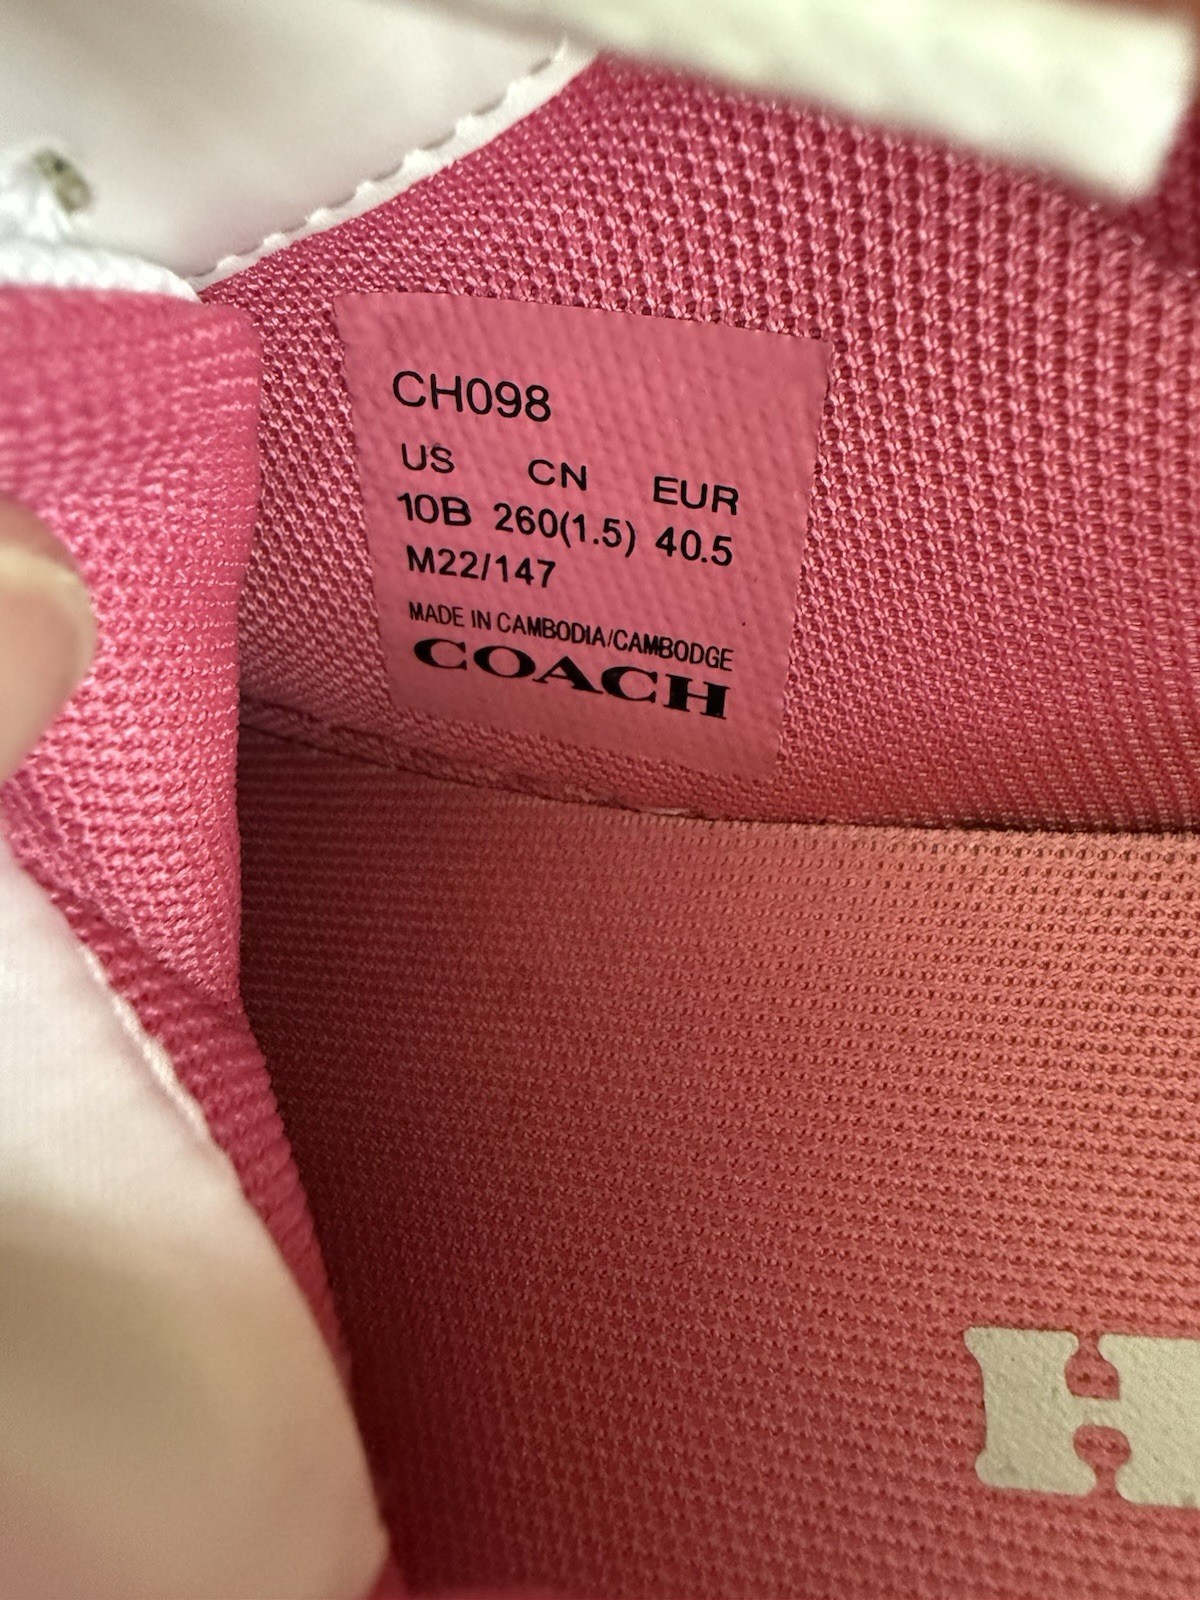 CH098
US CN EUR
10B 260(1.5) 40.5
M22/147
MADE IN CAMBODIA/CAMBODGE
COACH
H